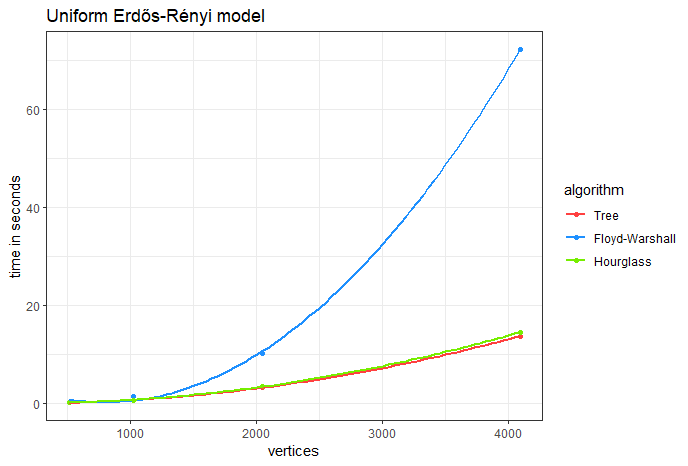 Uniform Erdős-Rényi model
time in seconds
60
40
20
0
1000
2000
3000
4000
vertices
algorithm
Tree
Floyd-Warshall
Hourglass